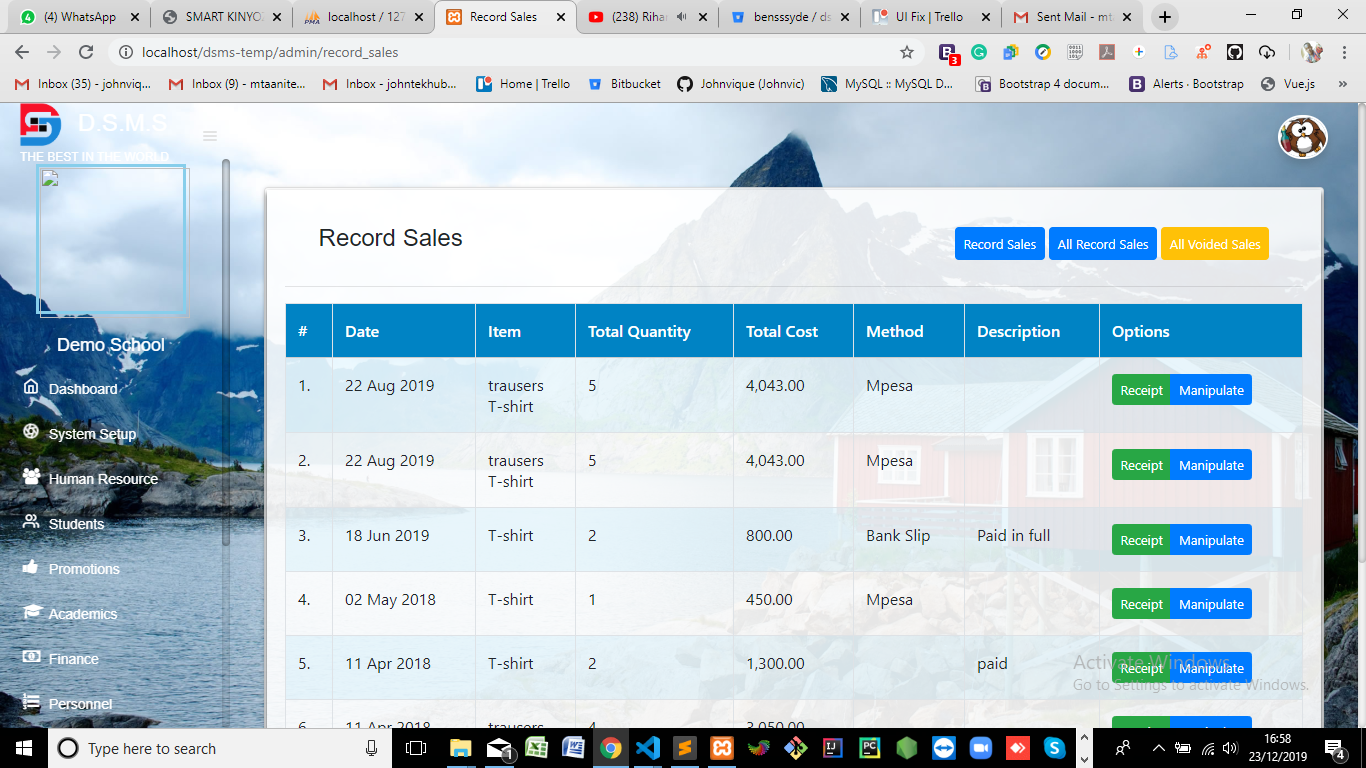 (4) WhatsApp
SMART KINYO
localhost / 127
Record Sales
(238) Riha
bensssyde / ds
UI Fix | Trello
Sent Mail - mt
localhost/dsms-temp/admin/record_sales
3
Inbox (35) - johnviq...
Inbox (9) - mtaanite...
Inbox - johntekhub...
Home | Trello
Bitbucket
Johnvique (Johnvic)
MySQL :: MySQL D...
Bootstrap 4 docum...
Alerts · Bootstrap
Vue.js
»
D.S.M.S
THE BEST IN THE WORLD
Demo School
Dashboard
System Setup
Human Resource
Students
Promotions
Academics
Finance
Personnel
Record Sales
Record Sales All Record Sales All Voided Sales
# Date Item Total Quantity Total Cost Method Description Options
1. 22 Aug 2019 trausers 5 4,043.00 Mpesa Receipt Manipulate
T-shirt
2. 22 Aug 2019 trausers 5 4,043.00 Mpesa Receipt Manipulate
T-shirt
3. 18 Jun 2019 T-shirt 2 800.00 Bank Slip Paid in full Receipt Manipulate
4. 02 May 2018 T-shirt 1 450.00 Mpesa Receipt Manipulate
5. 11 Apr 2018 T-shirt 2 1,300.00 paid Receipt Manipulate
6. 11 Apr 2018 trausers 4 3,050.00
Activate Windows
Go to Settings to activate Windows.
Type here to search
1
16:58
23/12/2019
4